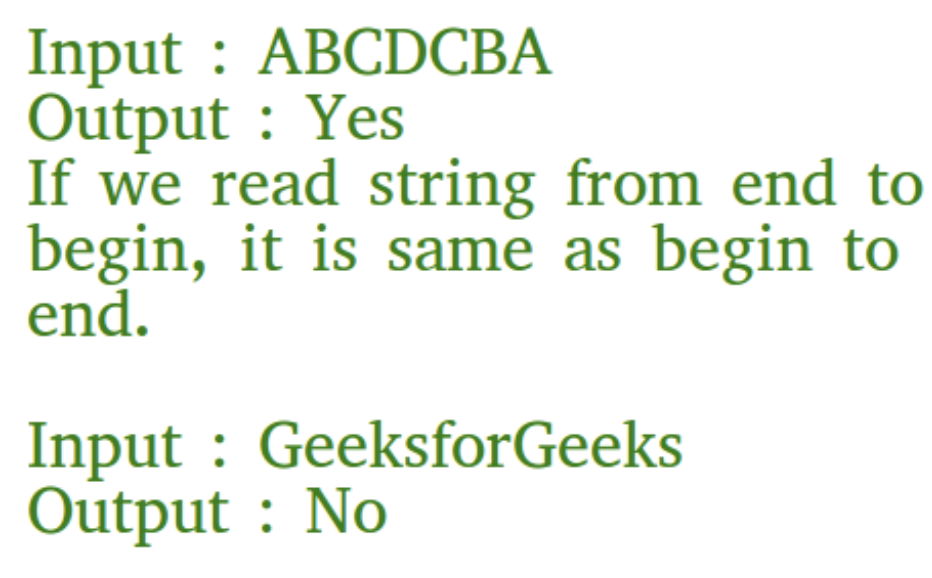 Input : ABCDCBA
Output : Yes
If we read string from end to
begin, it is same as begin to
end.
Input : GeeksforGeeks
Output : No